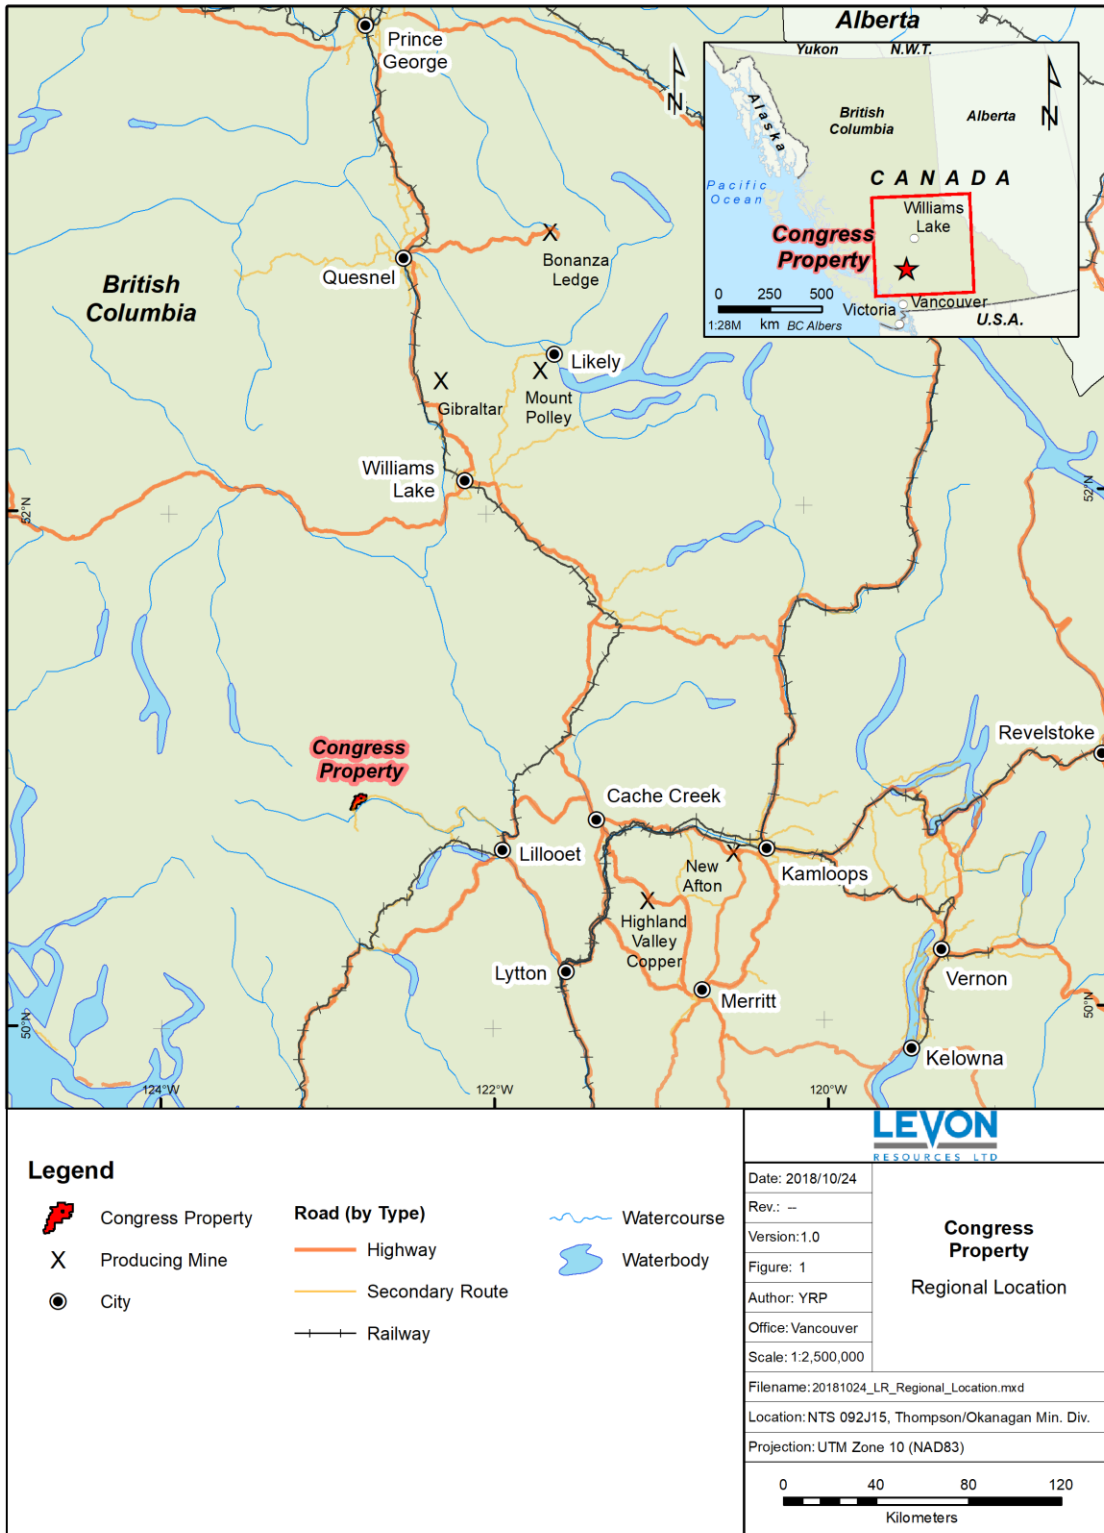 Alberta
Prince
George
N
Yukon
N.W.T.
N
Alaska
British
Columbia
Alberta
Pacific
Ocean
CANADA
Williams
Lake
Congress
Property
0 250 500
1:28M km BC Albers
Victoria
Vancouver
U.S.A.
Bonanza
Ledge
Quesnel
British
Columbia
Likely
Mount
Polley
Gibraltar
Williams
Lake
52°N
52°N
Congress
Property
Revelstoke
Cache Creek
Lillooet
Kamloops
New
Afton
Highland
Valley
Copper
Lytton
Merritt
Vernon
Kelowna
50°N
50°N
124°W
122°W
120°W
Legend
Congress Property
Producing Mine
City
Road (by Type)
Highway
Secondary Route
Railway
Watercourse
Waterbody
LEVON
RESOURCES LTD
Date: 2018/10/24
Rev.: --
Version:1.0
Figure: 1
Author: YRP
Office: Vancouver
Scale: 1:2,500,000
Congress
Property
Regional Location
Filename: 20181024_LR_Regional_Location.mxd
Location: NTS 092J15, Thompson/Okanagan Min. Div.
Projection: UTM Zone 10 (NAD83)
0 40 80 120
Kilometers